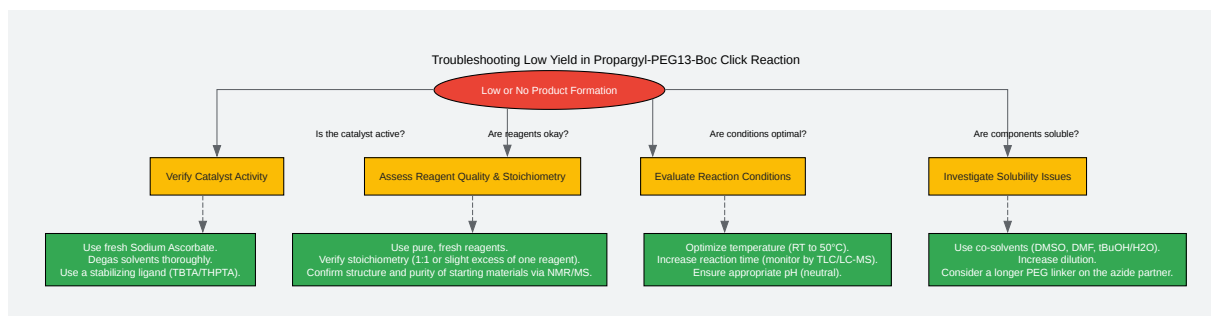 Troubleshooting Low Yield in Propargyl-PEG13-Boc Click Reaction
Low or No Product Formation
Is the catalyst active?
Are reagents okay?
Are conditions optimal?
Are components soluble?
Verify Catalyst Activity
Assess Reagent Quality & Stoichiometry
Evaluate Reaction Conditions
Investigate Solubility Issues
Use fresh Sodium Ascorbate.
Degas solvents thoroughly.
Use a stabilizing ligand (TBTA/THPTA).
Use pure, fresh reagents.
Verify stoichiometry (1:1 or slight excess of one reagent).
Confirm structure and purity of starting materials via NMR/MS.
Optimize temperature (RT to 50°C).
Increase reaction time (monitor by TLC/LC-MS).
Ensure appropriate pH (neutral).
Use co-solvents (DMSO, DMF, tBuOH/H2O).
Increase dilution.
Consider a longer PEG linker on the azide partner.